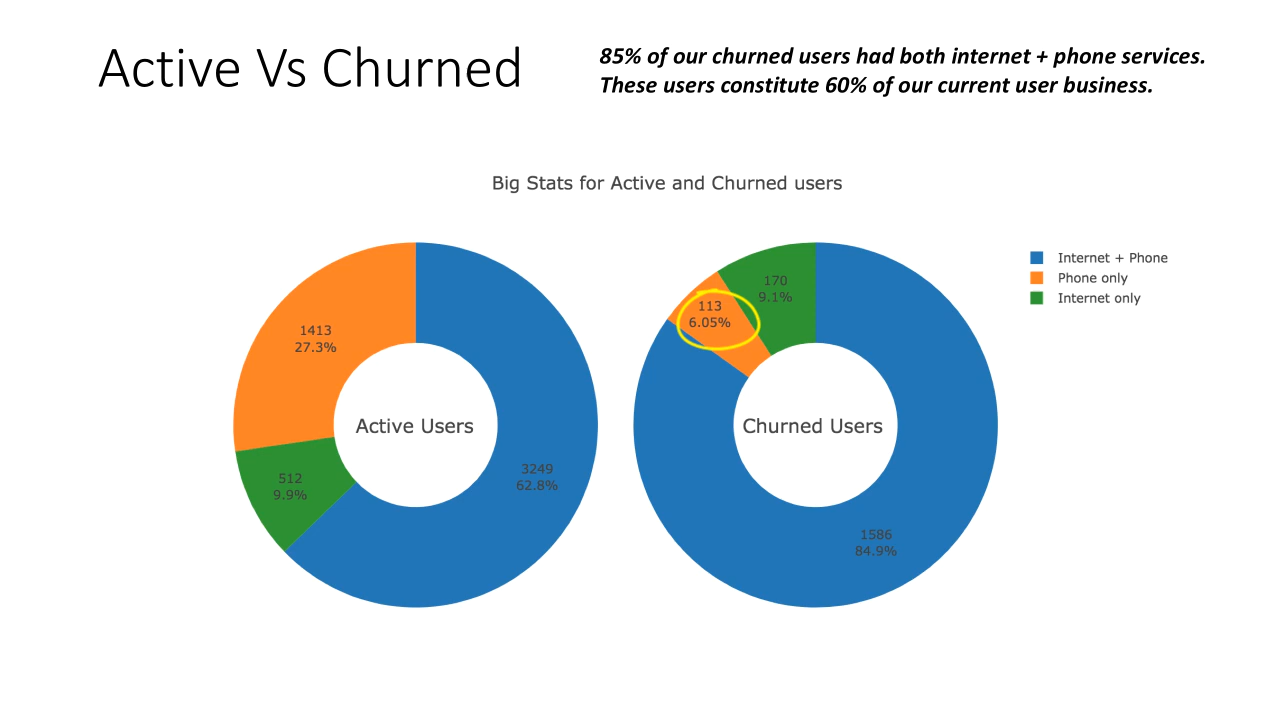 Active Vs Churned
85% of our churned users had both internet + phone services.
These users constitute 60% of our current user business.
Big Stats for Active and Churned users
1413
27.3%
512
9.9%
Active Users
3249
62.8%
113
6.05%
170
9.1%
Churned Users
1586
84.9%
Internet + Phone
Phone only
Internet only